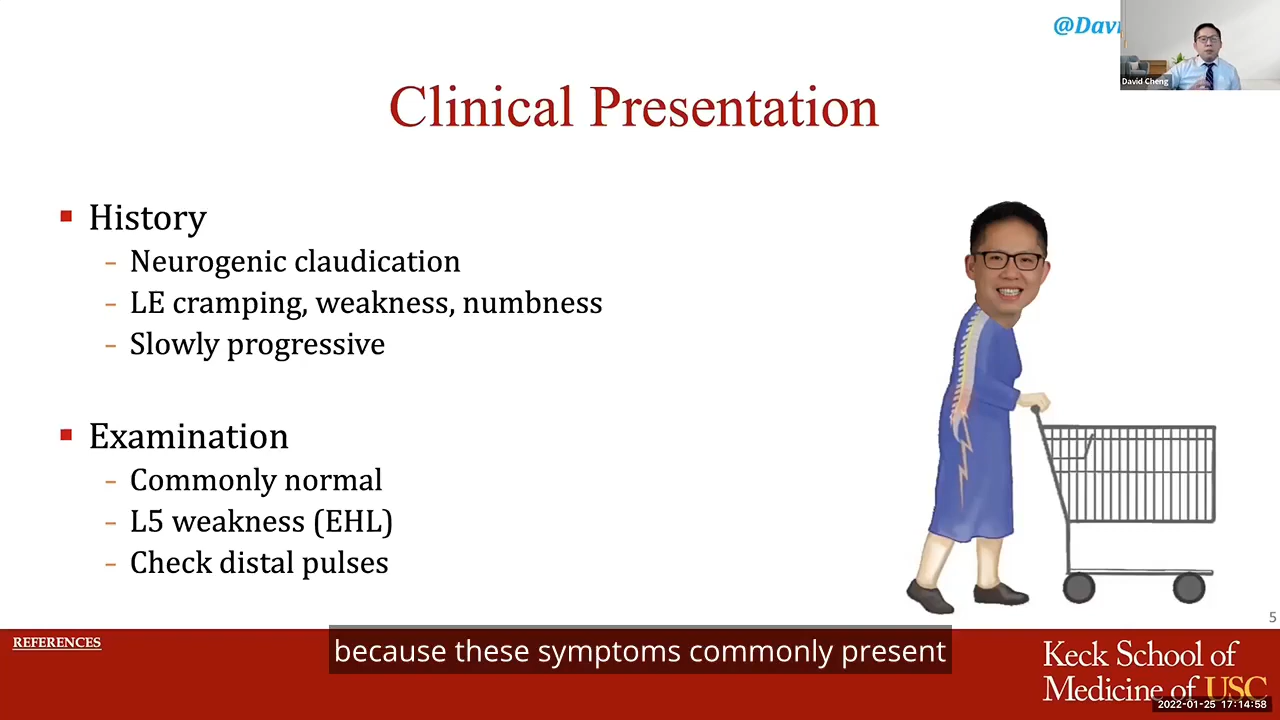 @Davi
David Cheng
Clinical Presentation
▪ History
– Neurogenic claudication
– LE cramping, weakness, numbness
– Slowly progressive
▪ Examination
– Commonly normal
– L5 weakness (EHL)
– Check distal pulses
5
REFERENCES
because these symptoms commonly present
Keck School of
Medicine of USC
2022-01-25 17:14:58